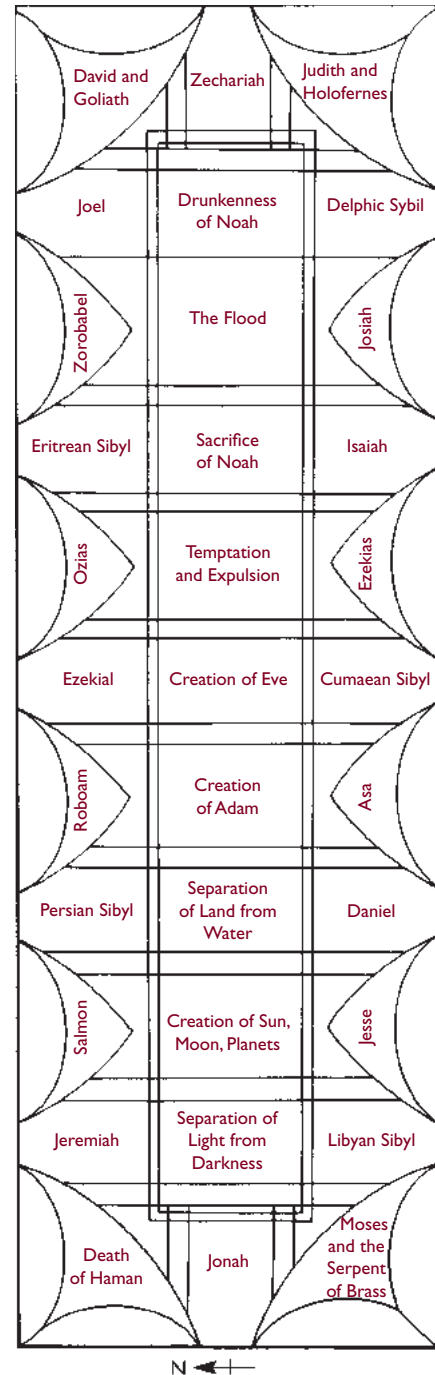 David and
Goliath
Zechariah
Judith and
Holofernes
Joel
Drunkenness
of Noah
Delphic Sybil
Zorobabel
The Flood
Josiah
Eritrean Sibyl
Sacrifice
of Noah
Isaiah
Ozias
Temptation
and Expulsion
Ezekias
Ezekial
Creation of Eve
Cumaean Sibyl
Roboam
Creation
of Adam
Asa
Persian Sibyl
Separation
of Land from
Water
Daniel
Salmon
Creation of Sun,
Moon, Planets
Jesse
Jeremiah
Separation of
Light from
Darkness
Libyan Sibyl
Death
of Haman
Jonah
Moses
and the
Serpent
of Brass
N